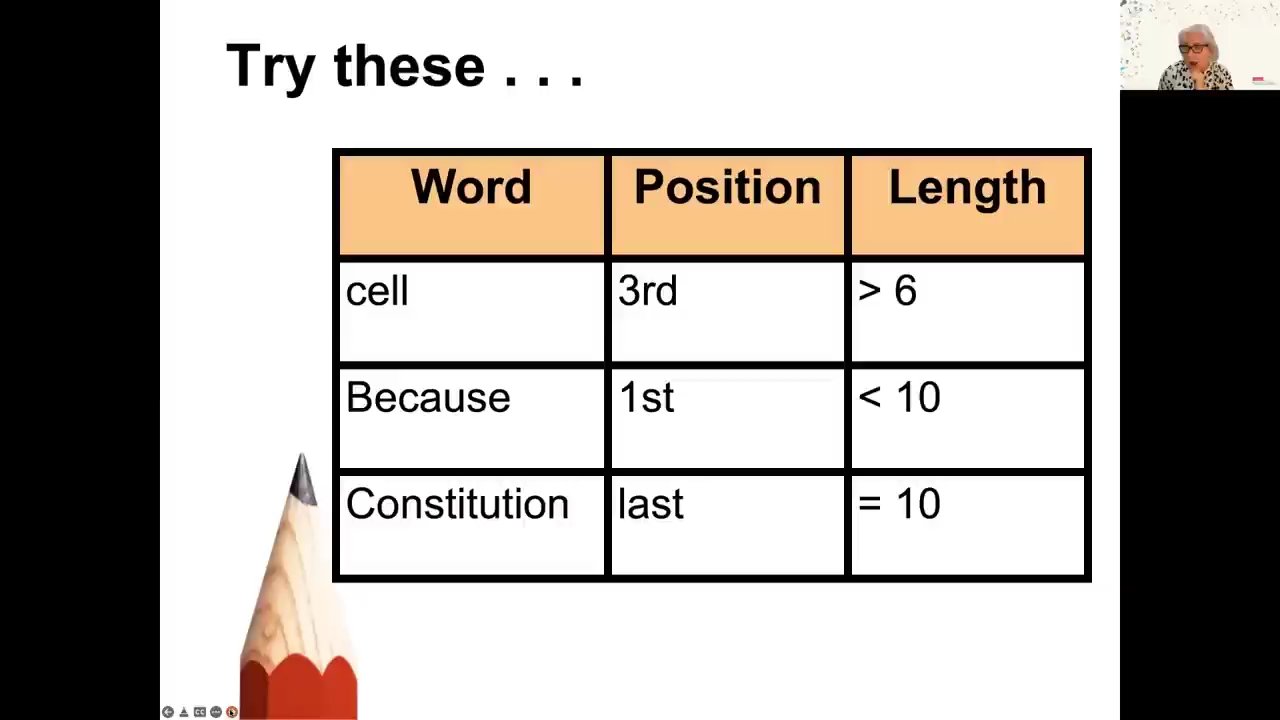 Try these . . .
Word Position Length
cell 3rd > 6
Because 1st < 10
Constitution last = 10